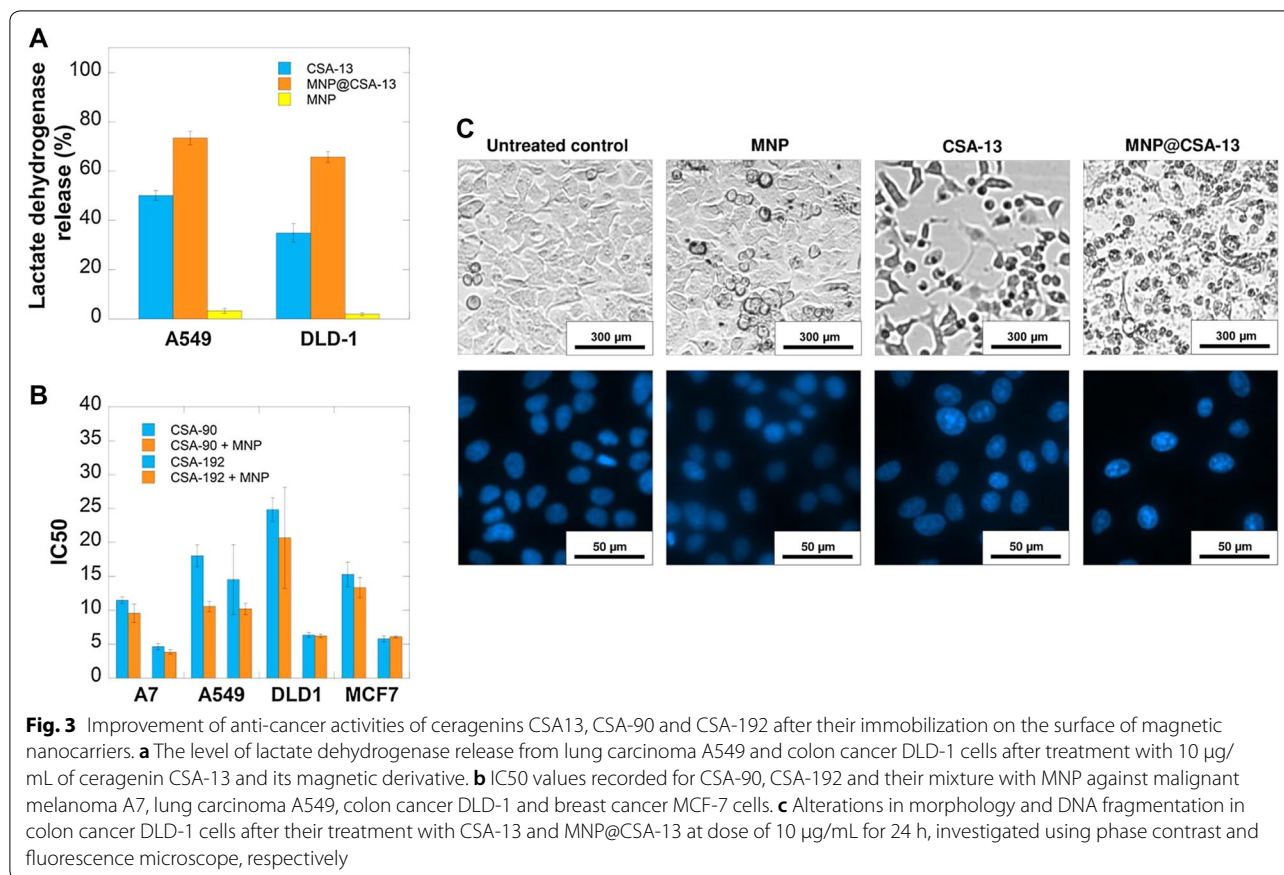 A
Lactate dehydrogenase
release (%)
100
80
60
40
20
0
CSA-13
MNP@CSA-13
MNP
A549
DLD-1
B
IC50
40
35
30
25
20
15
10
5
0
CSA-90
CSA-90 + MNP
CSA-192
CSA-192 + MNP
A7
A549
DLD1
MCF7
C
Untreated control
MNP
CSA-13
MNP@CSA-13
300 µm
300 µm
300 µm
300 µm
50 µm
50 µm
50 µm
50 µm
Fig. 3 Improvement of anti-cancer activities of ceragenins CSA13, CSA-90 and CSA-192 after their immobilization on the surface of magnetic
nanocarriers. a The level of lactate dehydrogenase release from lung carcinoma A549 and colon cancer DLD-1 cells after treatment with 10 µg/
mL of ceragenin CSA-13 and its magnetic derivative. b IC50 values recorded for CSA-90, CSA-192 and their mixture with MNP against malignant
melanoma A7, lung carcinoma A549, colon cancer DLD-1 and breast cancer MCF-7 cells. c Alterations in morphology and DNA fragmentation in
colon cancer DLD-1 cells after their treatment with CSA-13 and MNP@CSA-13 at dose of 10 µg/mL for 24 h, investigated using phase contrast and
fluorescence microscope, respectively